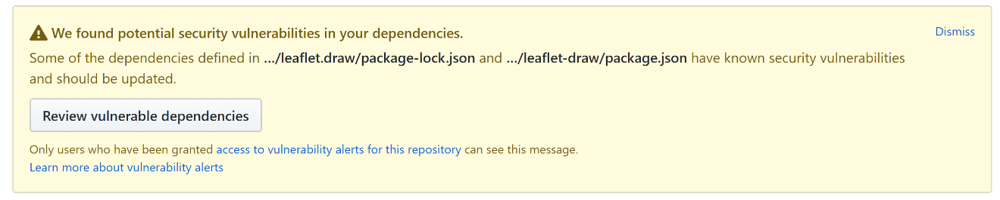 We found potential security vulnerabilities in your dependencies.
Dismiss
Some of the dependencies defined in .../leaflet.draw/package-lock.json and .../leaflet-draw/package.json have known security vulnerabilities
and should be updated.
Review vulnerable dependencies
Only users who have been granted access to vulnerability alerts for this repository can see this message.
Learn more about vulnerability alerts